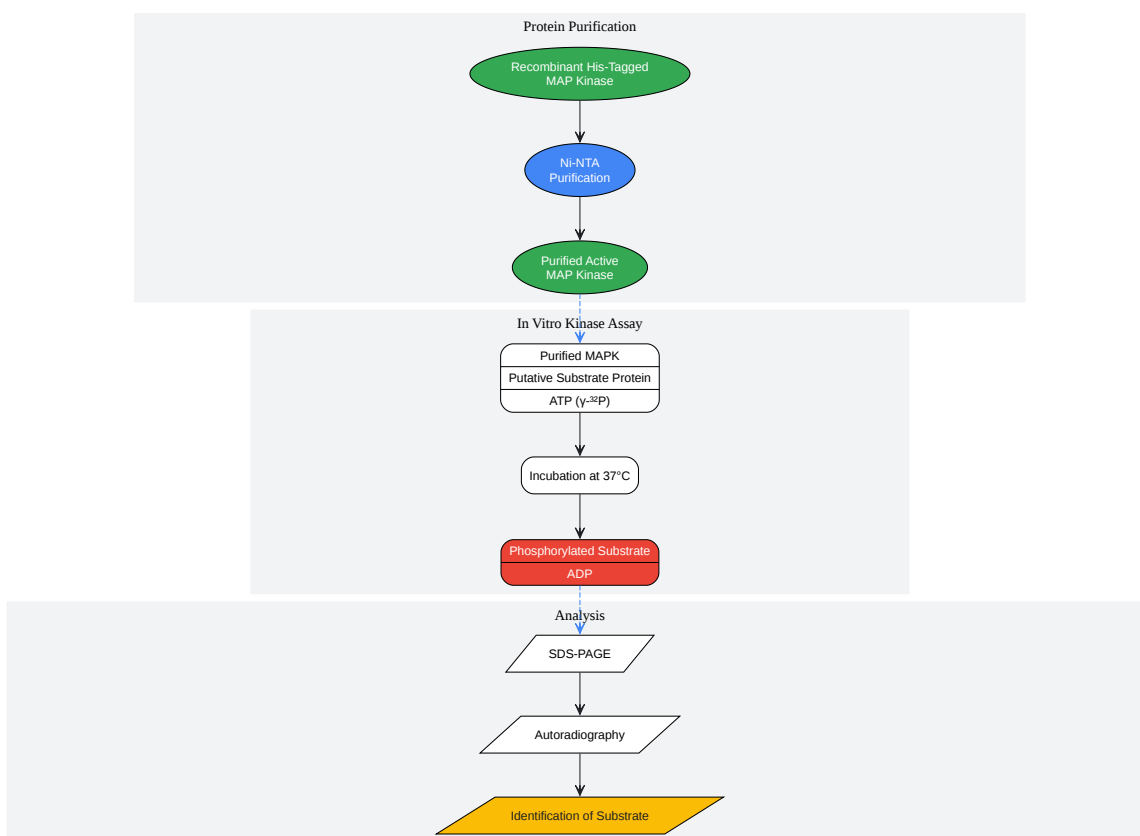 Protein Purification
Recombinant His-Tagged
MAP Kinase
Ni-NTA
Purification
Purified Active
MAP Kinase
In Vitro Kinase Assay
Purified MAPK
Putative Substrate Protein
ATP (γ-³²P)
Incubation at 37°C
Phosphorylated Substrate
ADP
Analysis
SDS-PAGE
Autoradiography
Identification of Substrate